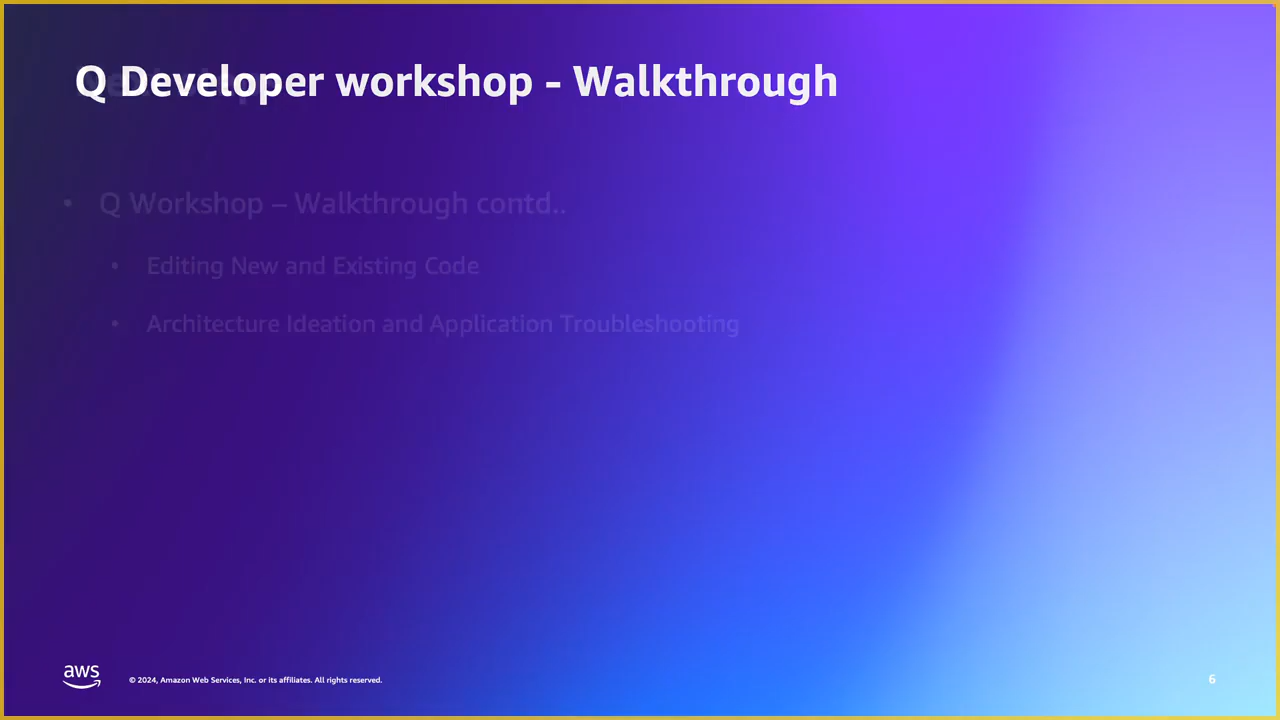 Q Developer workshop - Walkthrough
• Q Workshop – Walkthrough contd..
• Editing New and Existing Code
• Architecture Ideation and Application Troubleshooting
aws
© 2024, Amazon Web Services, Inc. or its affiliates. All rights reserved.
6